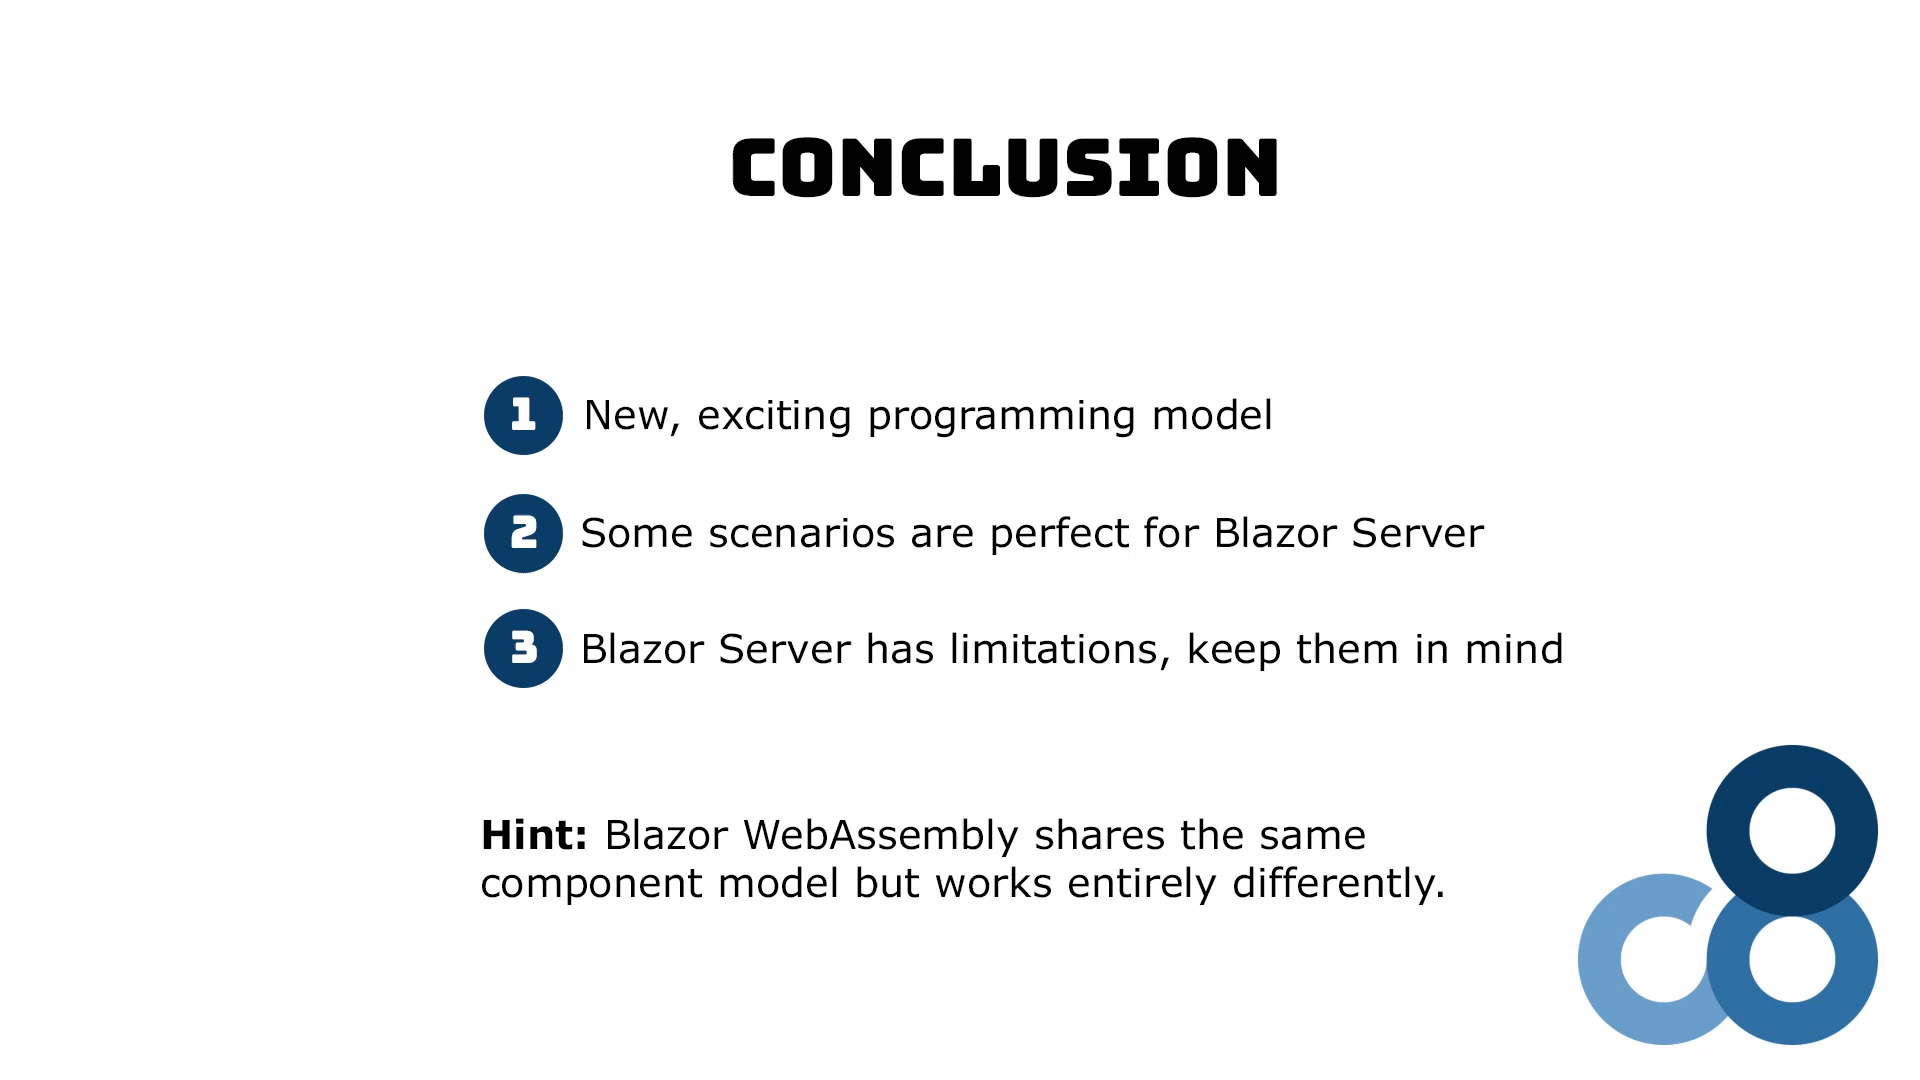 CONCLUSION
1 New, exciting programming model
2 Some scenarios are perfect for Blazor Server
3 Blazor Server has limitations, keep them in mind
Hint: Blazor WebAssembly shares the same
component model but works entirely differently.